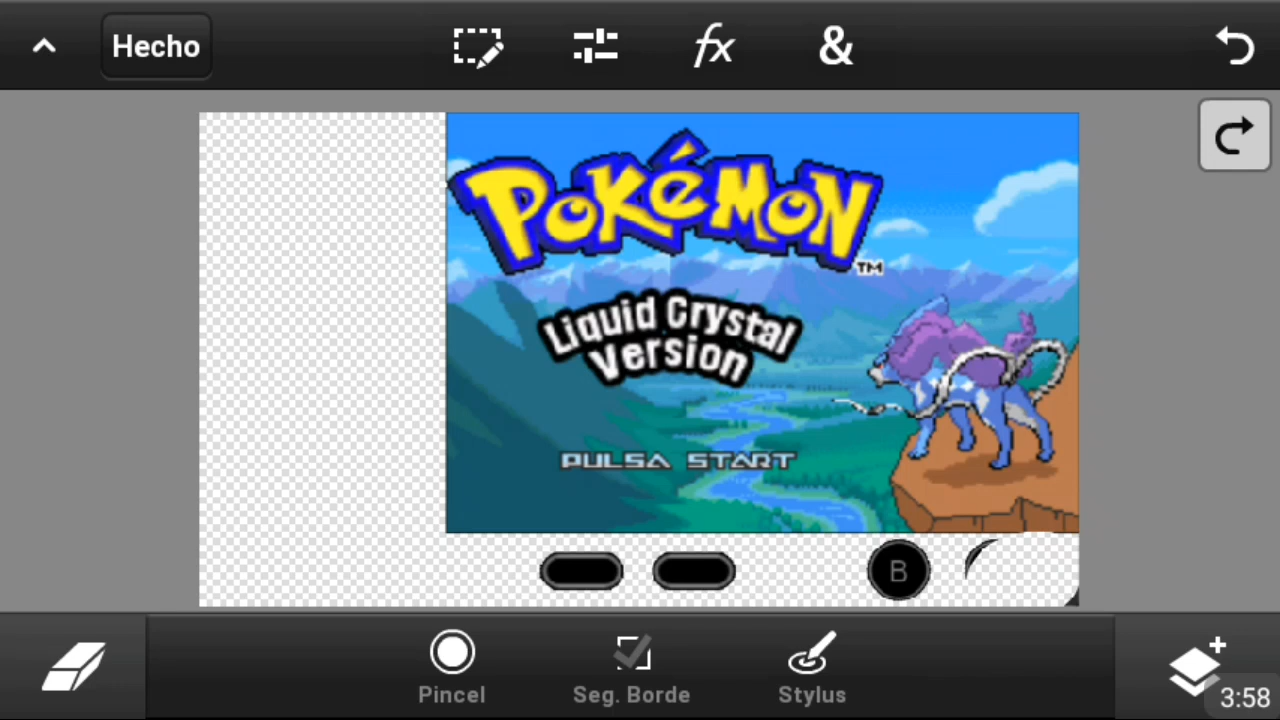 Hecho
fx
&
POKéMON
TM
Liquid Crystal
Version
PULSA START
B
Pincel
Seg. Borde
Stylus
3:58